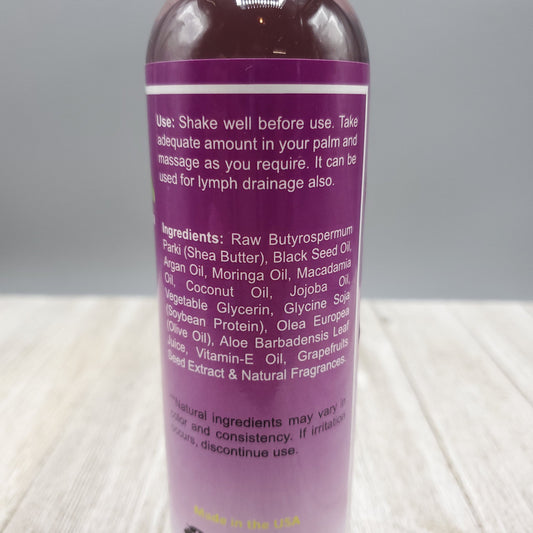 Use: Shake well before use. Take
adequate amount in your palm and
massage as you require. It can be
used for lymph drainage also.
Ingredients: Raw Butyrospermum
Parki (Shea Butter), Black Seed Oil,
Argan Oil, Moringa Oil, Macadamia
Oil, Coconut Oil, Jojoba Oil,
Vegetable Glycerin, Glycine Soja
(Soybean Protein), Olea Europea
(Olive Oil), Aloe Barbadensis Leaf
Juice, Vitamin-E Oil, Grapefruits
Seed Extract & Natural Fragrances.
**Natural ingredients may vary in
color and consistency. If irritation
occurs, discontinue use.
Made in the USA